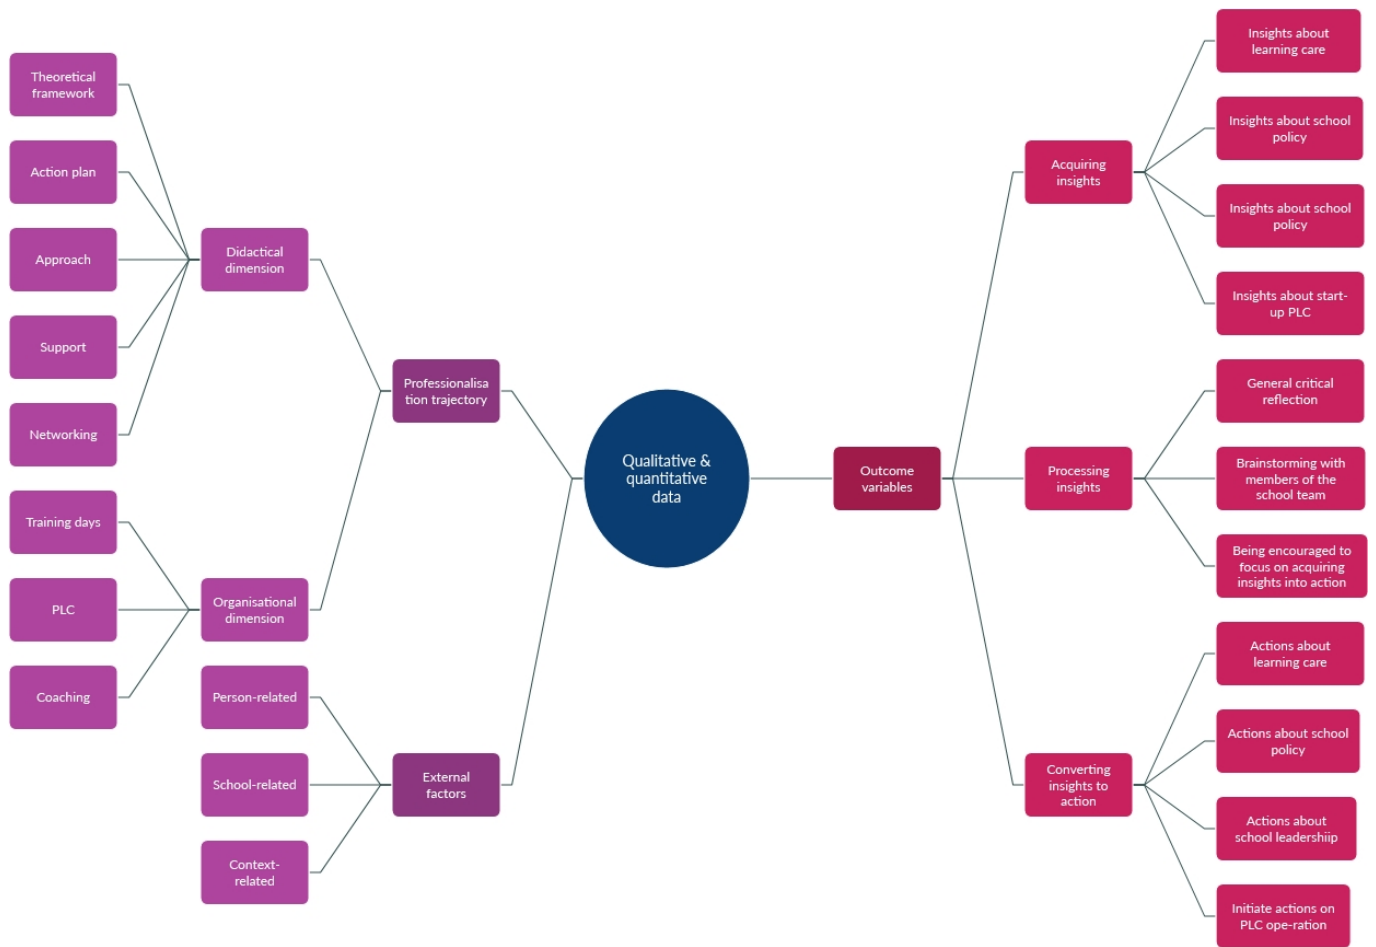 Theoretical
framework
Action plan
Approach
Support
Networking
Training days
PLC
Coaching
Didactical
dimension
Organisational
dimension
Person-related
School-related
Context-
related
Professionalisa
tion trajectory
External
factors
Qualitative &
quantitative
data
Outcome
variables
Acquiring
insights
Processing
insights
Converting
insights to
action
Insights about
learning care
Insights about school
policy
Insights about school
policy
Insights about start-
up PLC
General critical
reflection
Brainstorming with
members of the
school team
Being encouraged to
focus on acquiring
insights into action
Actions about
learning care
Actions about school
policy
Actions about
school leadershiip
Initiate actions on
PLC ope-ration